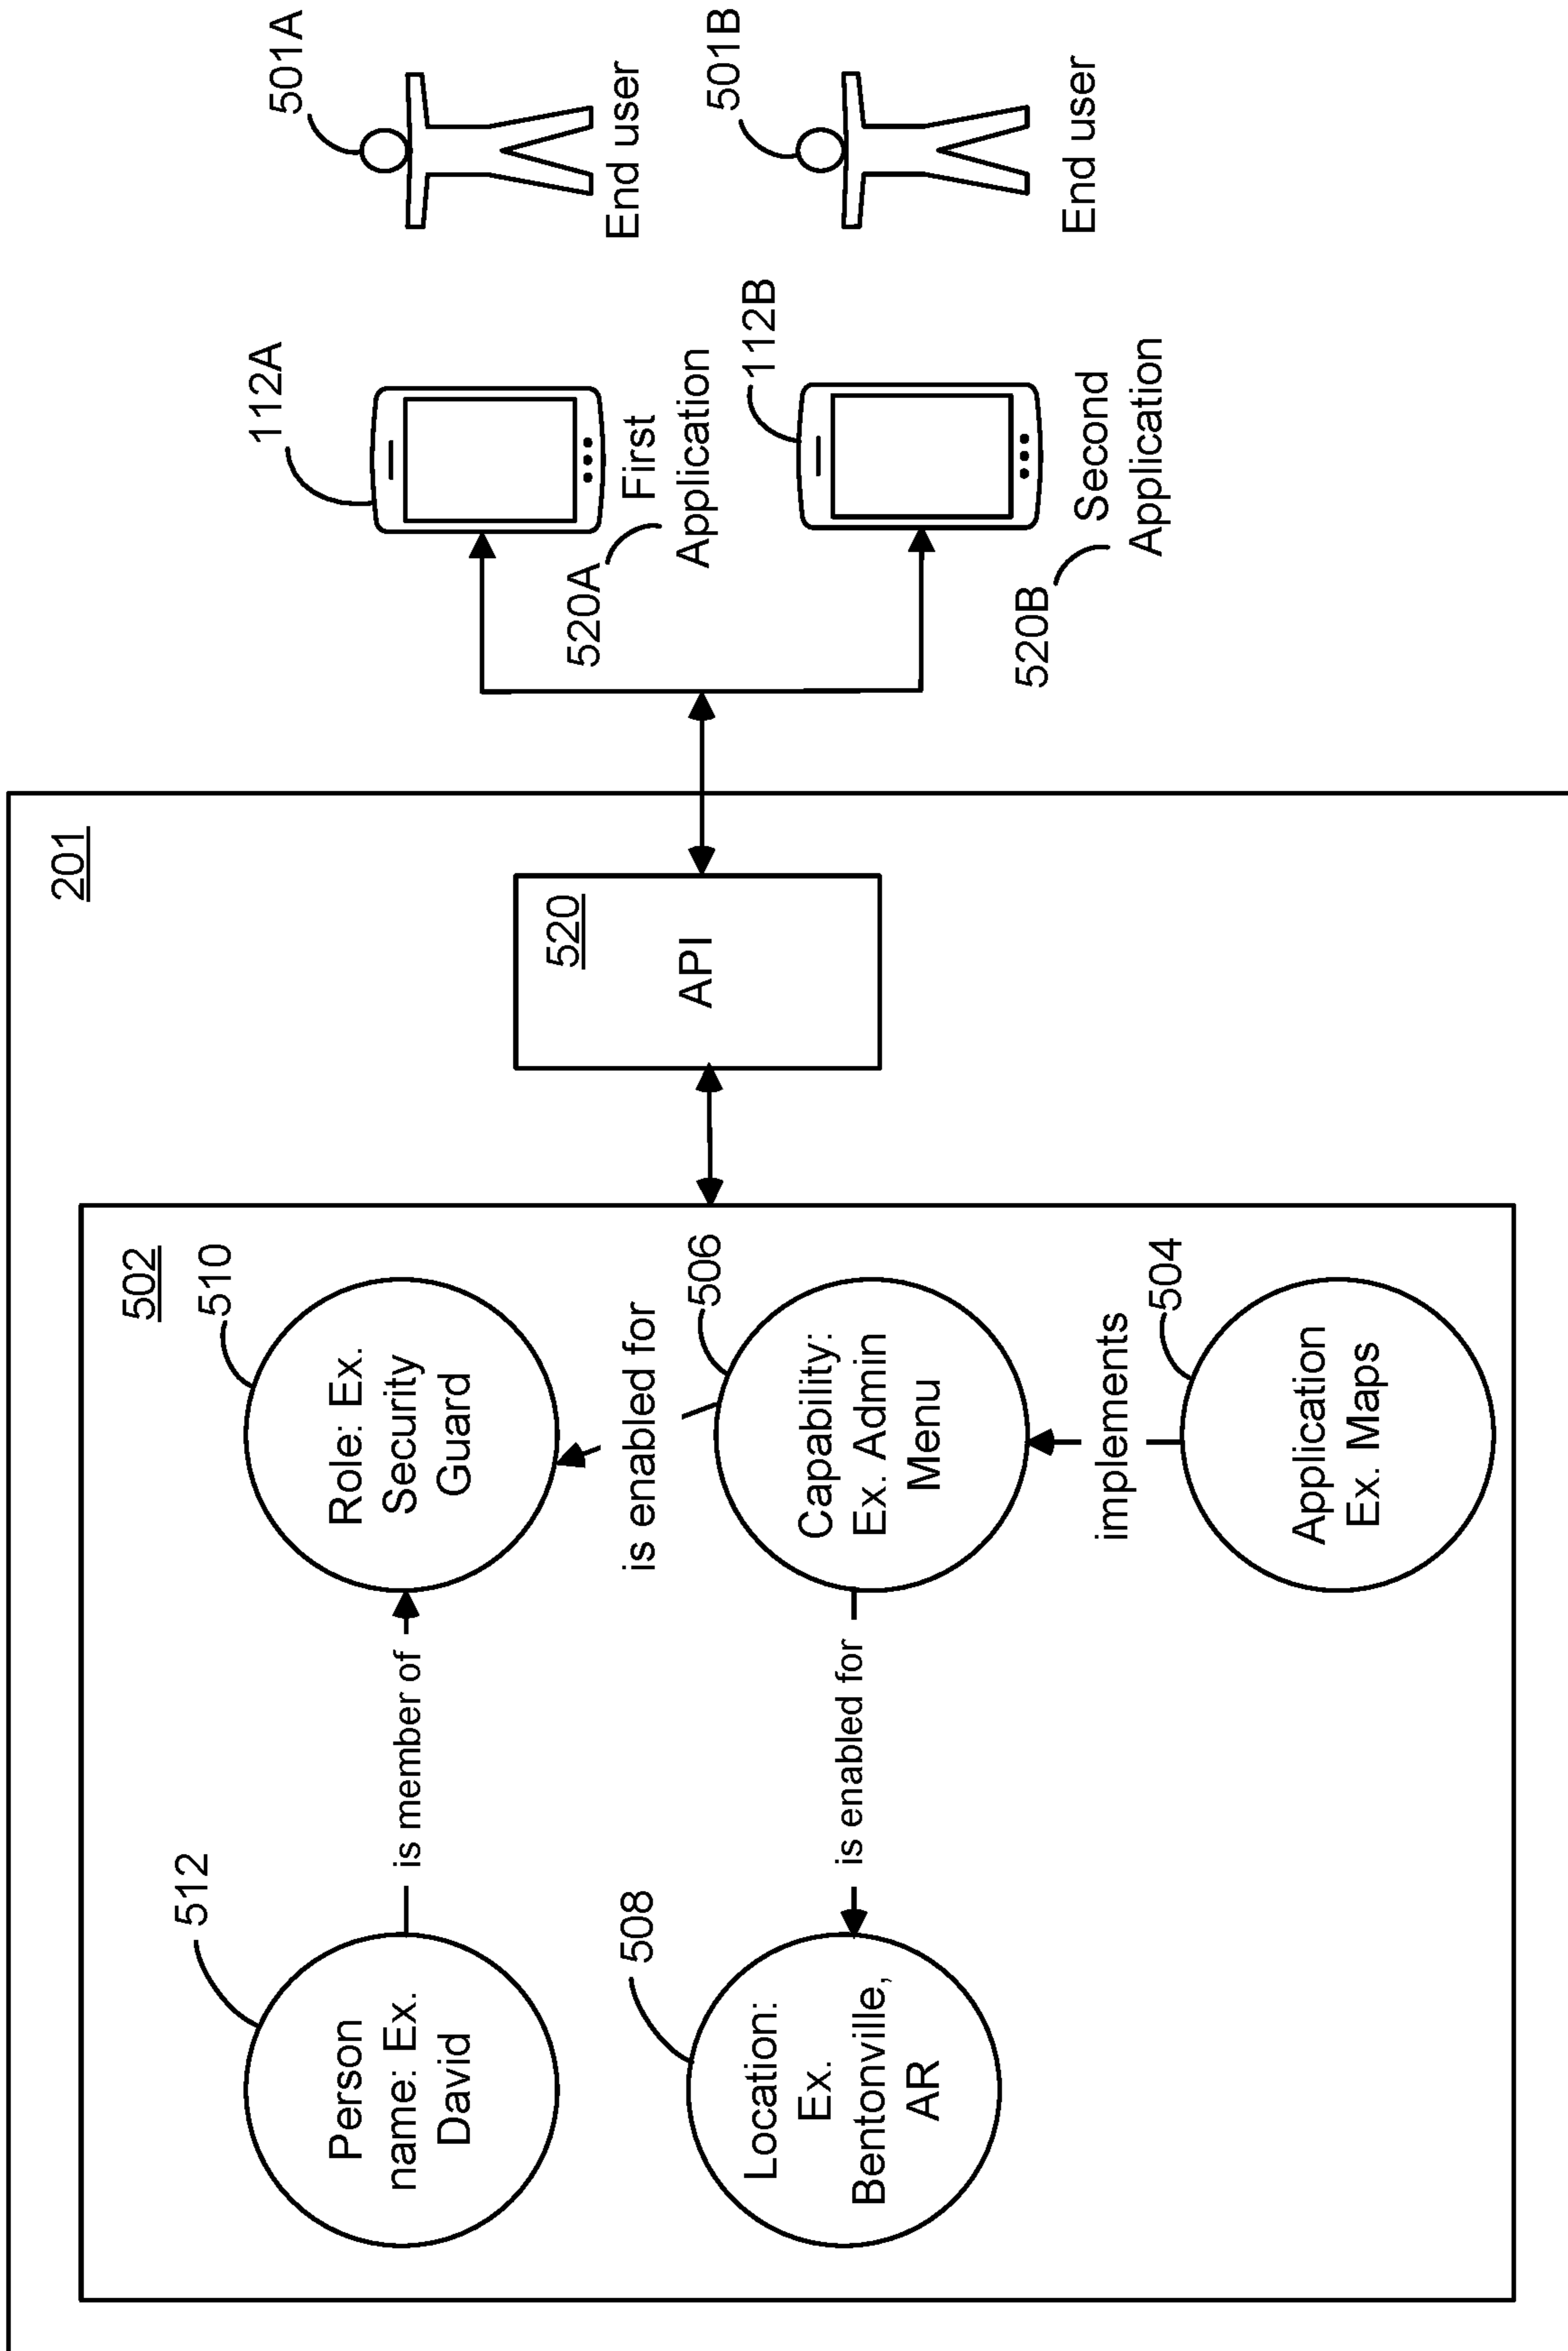 201
502
512
Person
name: Ex.
David
is member of
510
Role: Ex.
Security
Guard
508
Location:
Ex.
Bentonville,
AR
is enabled for
is enabled for
506
Capability:
Ex. Admin
Menu
implements
504
Application
Ex. Maps
520
API
112A
520A
First
Application
501A
End user
112B
520B
Second
Application
501B
End user